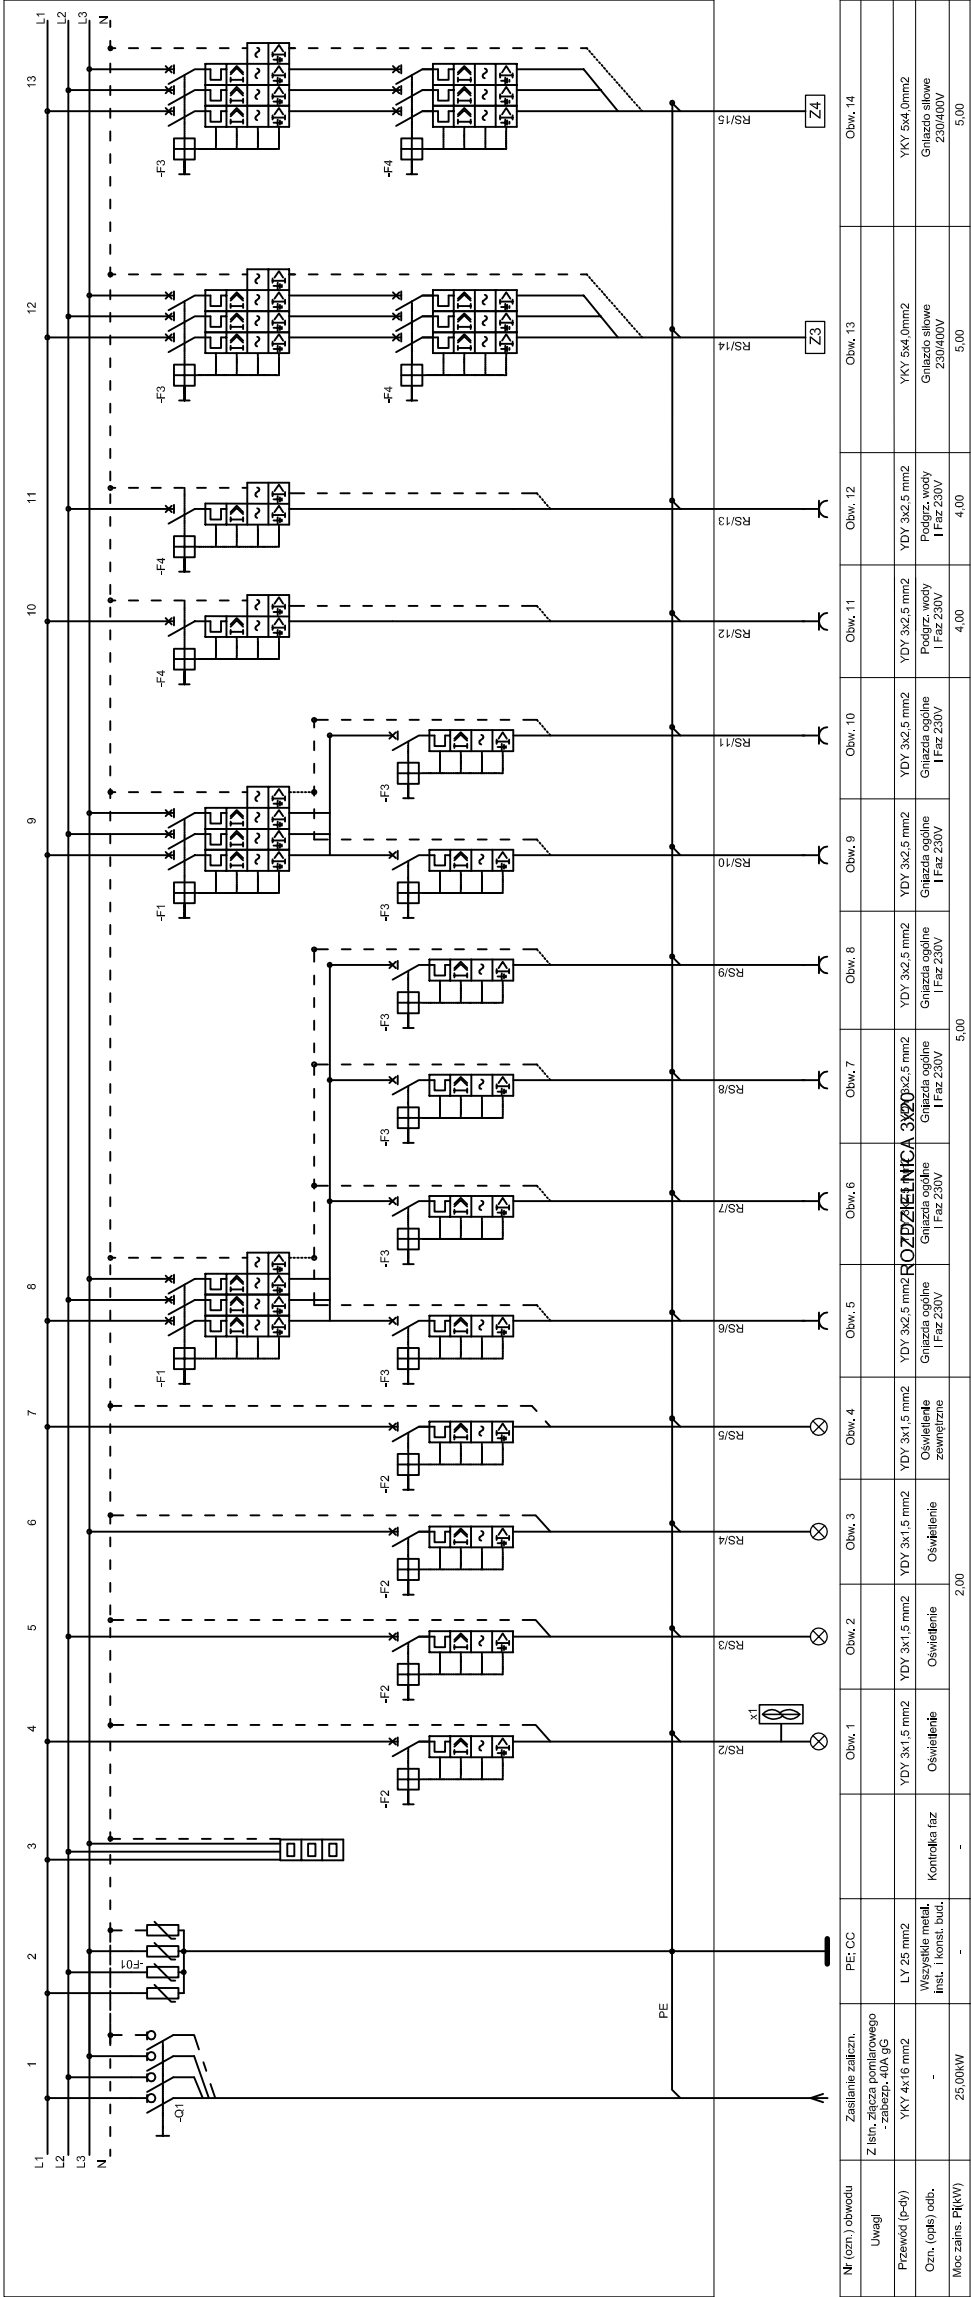 L1
L2
L3
N
1
2
3
4
5
6
7
8
9
10
11
12
13
L1
L2
L3
N
-Q1
-F01
-F2
-F2
-F2
-F2
-F1
-F3
-F3
-F3
-F3
-F1
-F3
-F3
-F4
-F4
-F3
-F4
-F3
-F4
PE
RS/2
RS/3
RS/4
RS/5
RS/6
RS/7
RS/8
RS/9
RS/10
RS/11
RS/12
RS/13
RS/14
RS/15
x1
Z3
Z4
Nr (ozn.) obwodu
Zasilanie zaliczn.
PE; CC
Obw. 1
Obw. 2
Obw. 3
Obw. 4
Obw. 5
Obw. 6
Obw. 7
Obw. 8
Obw. 9
Obw. 10
Obw. 11
Obw. 12
Obw. 13
Obw. 14
Uwagi
Z istn. złącza pomiarowego
- zabezp. 40A gG
Przewód (p-dy)
YKY 4x16 mm2
LY 25 mm2
YDY 3x1,5 mm2
YDY 3x1,5 mm2
YDY 3x1,5 mm2
YDY 3x1,5 mm2
YDY 3x2,5 mm2
ROZDZIELNICA 3x20
YDY 3x2,5 mm2
YDY 3x2,5 mm2
YDY 3x2,5 mm2
YDY 3x2,5 mm2
YDY 3x2,5 mm2
YDY 3x2,5 mm2
YDY 3x2,5 mm2
YKY 5x4,0mm2
YKY 5x4,0mm2
Ozn. (opis) odb.
-
Wszystkie metal.
inst. i konst. bud.
Kontrolka faz
Oświetlenie
Oświetlenie
Oświetlenie
Oświetlenie
zewnętrzne
Gniazda ogólne
I Faz 230V
Gniazda ogólne
I Faz 230V
Gniazda ogólne
I Faz 230V
Gniazda ogólne
I Faz 230V
Gniazda ogólne
I Faz 230V
Gniazda ogólne
I Faz 230V
Podgrz. wody
I Faz 230V
Podgrz. wody
I Faz 230V
Gniazdo siłowe
230/400V
Gniazdo siłowe
230/400V
Moc zains. Pi(kW)
25,00kW
-
-
2,00
5,00
4,00
4,00
5,00
5,00